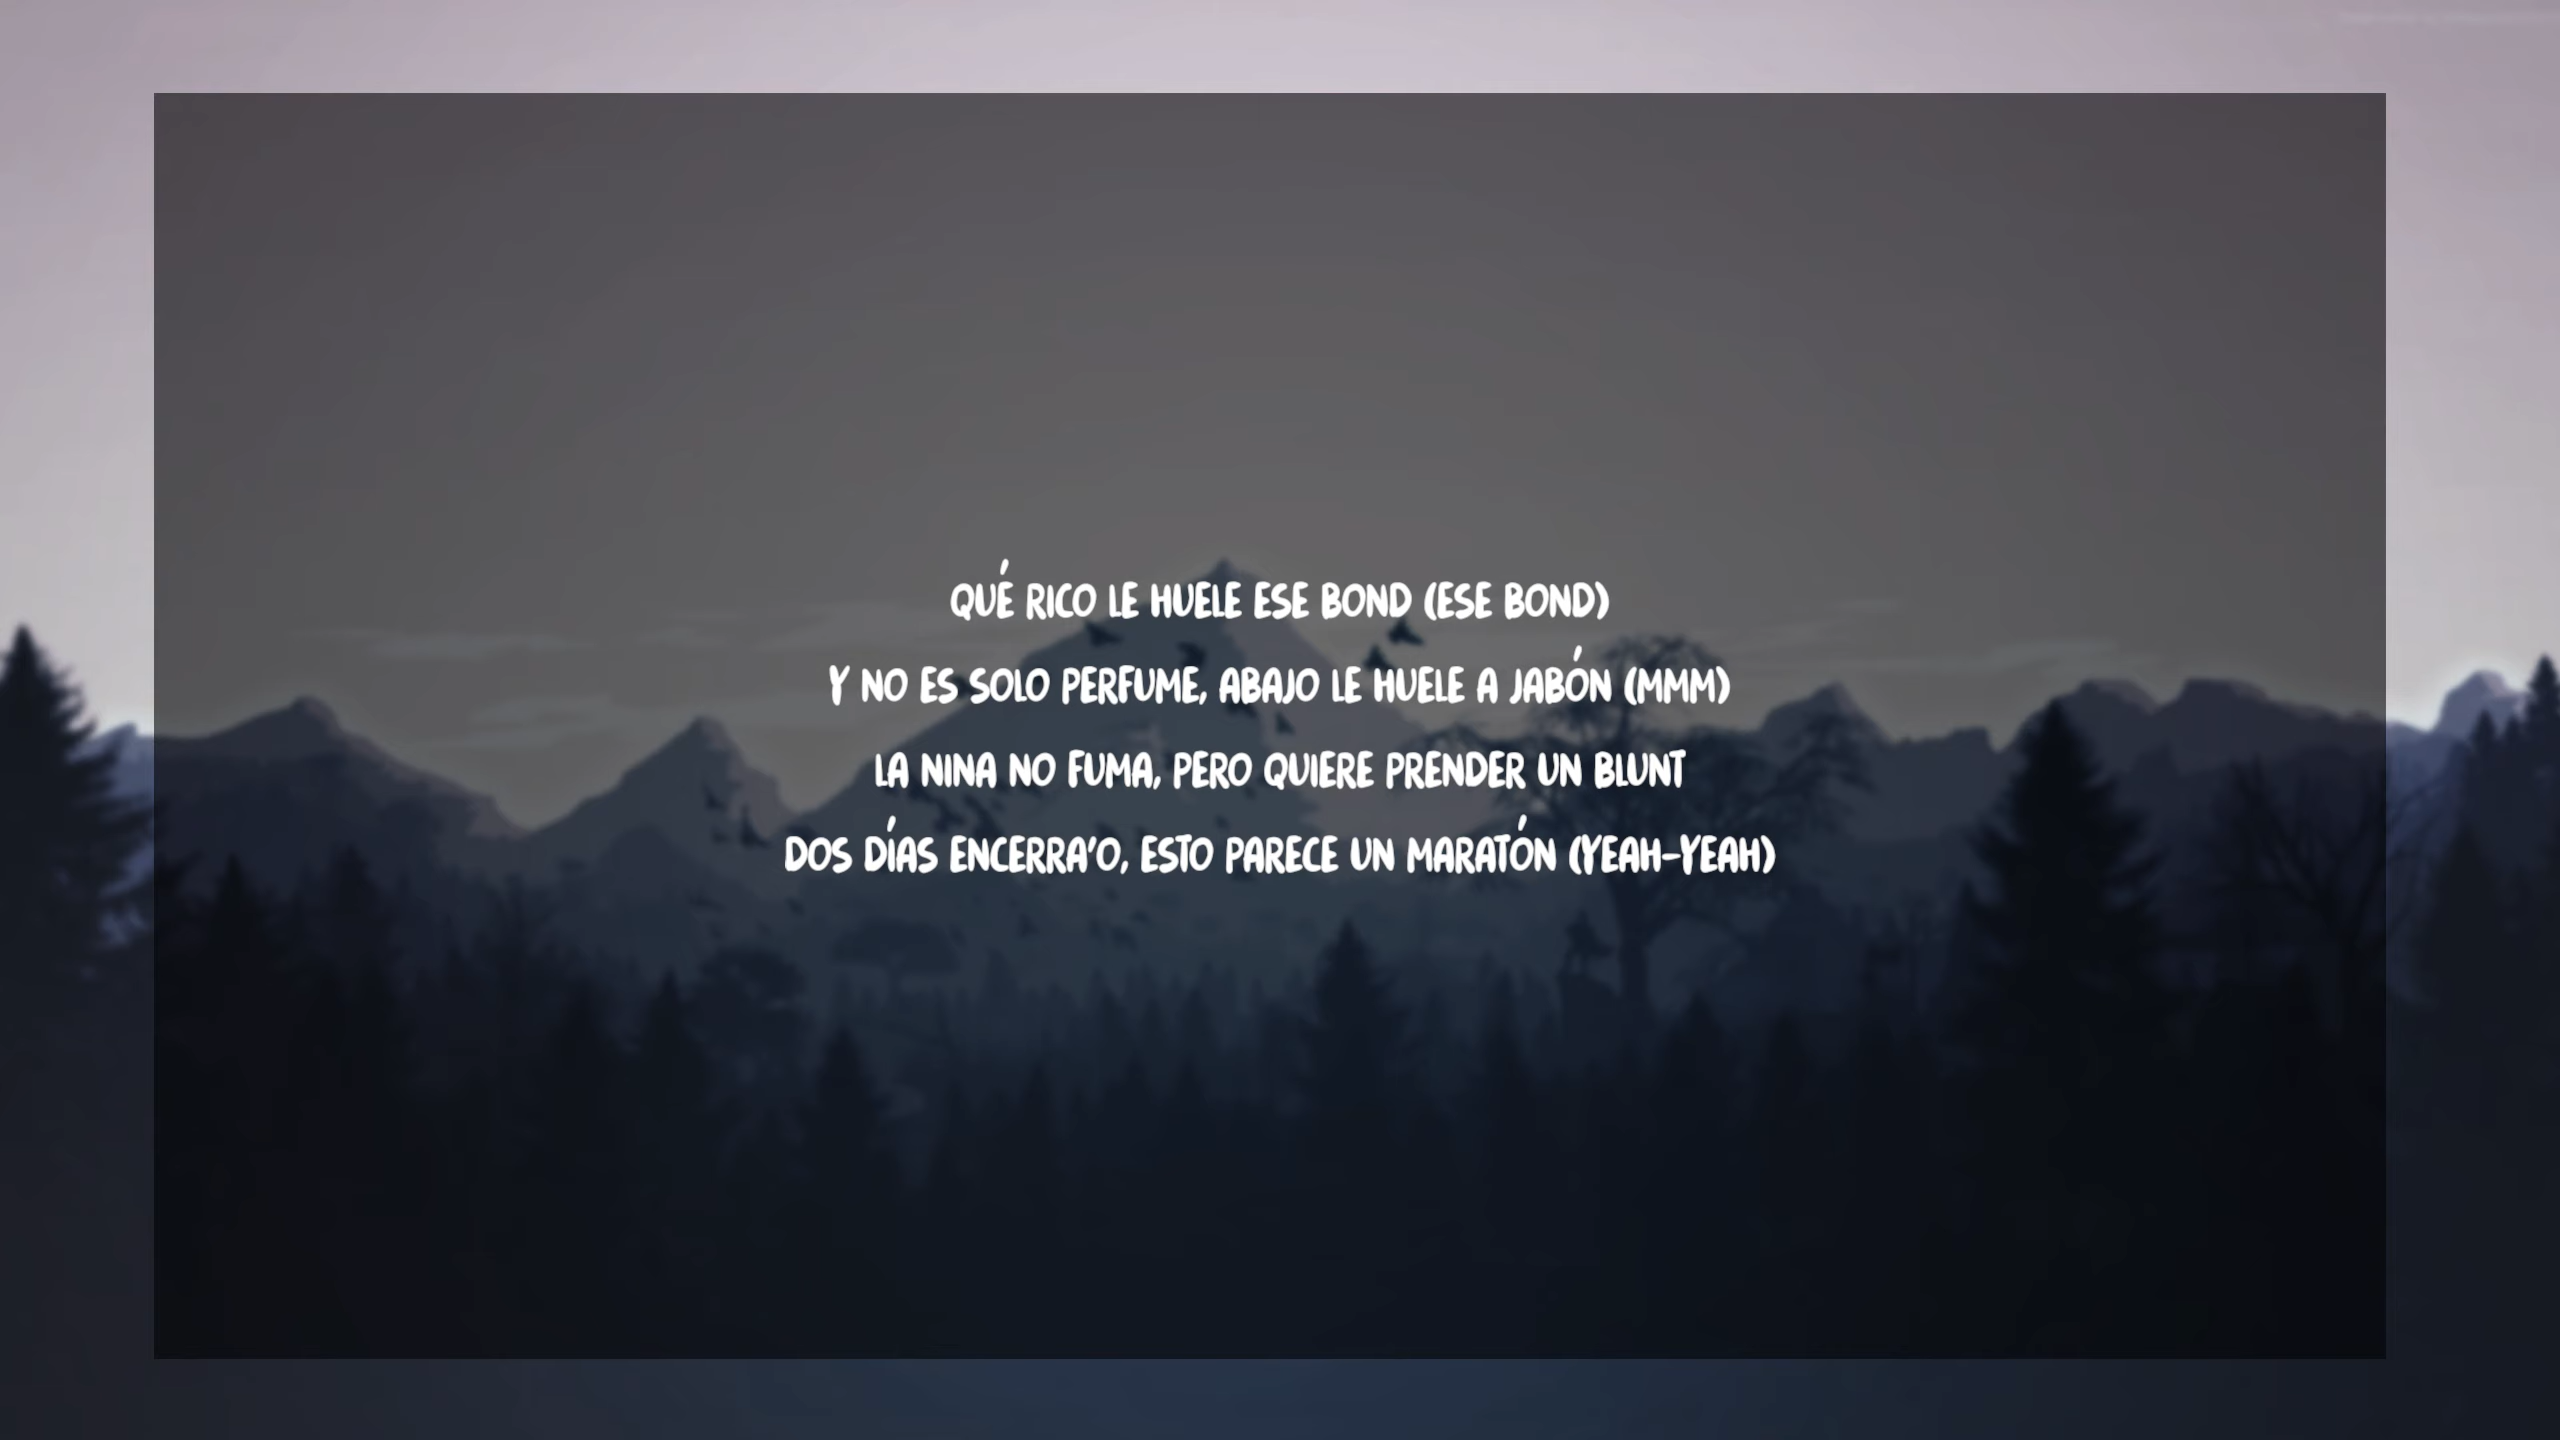 QUÉ RICO LE HUELE ESE BOND (ESE BOND)
Y NO ES SOLO PERFUME, ABAJO LE HUELE A JABÓN (MMM)
LA NINA NO FUMA, PERO QUIERE PRENDER UN BLUNT
DOS DÍAS ENCERRA'O, ESTO PARECE UN MARATÓN (YEAH-YEAH)